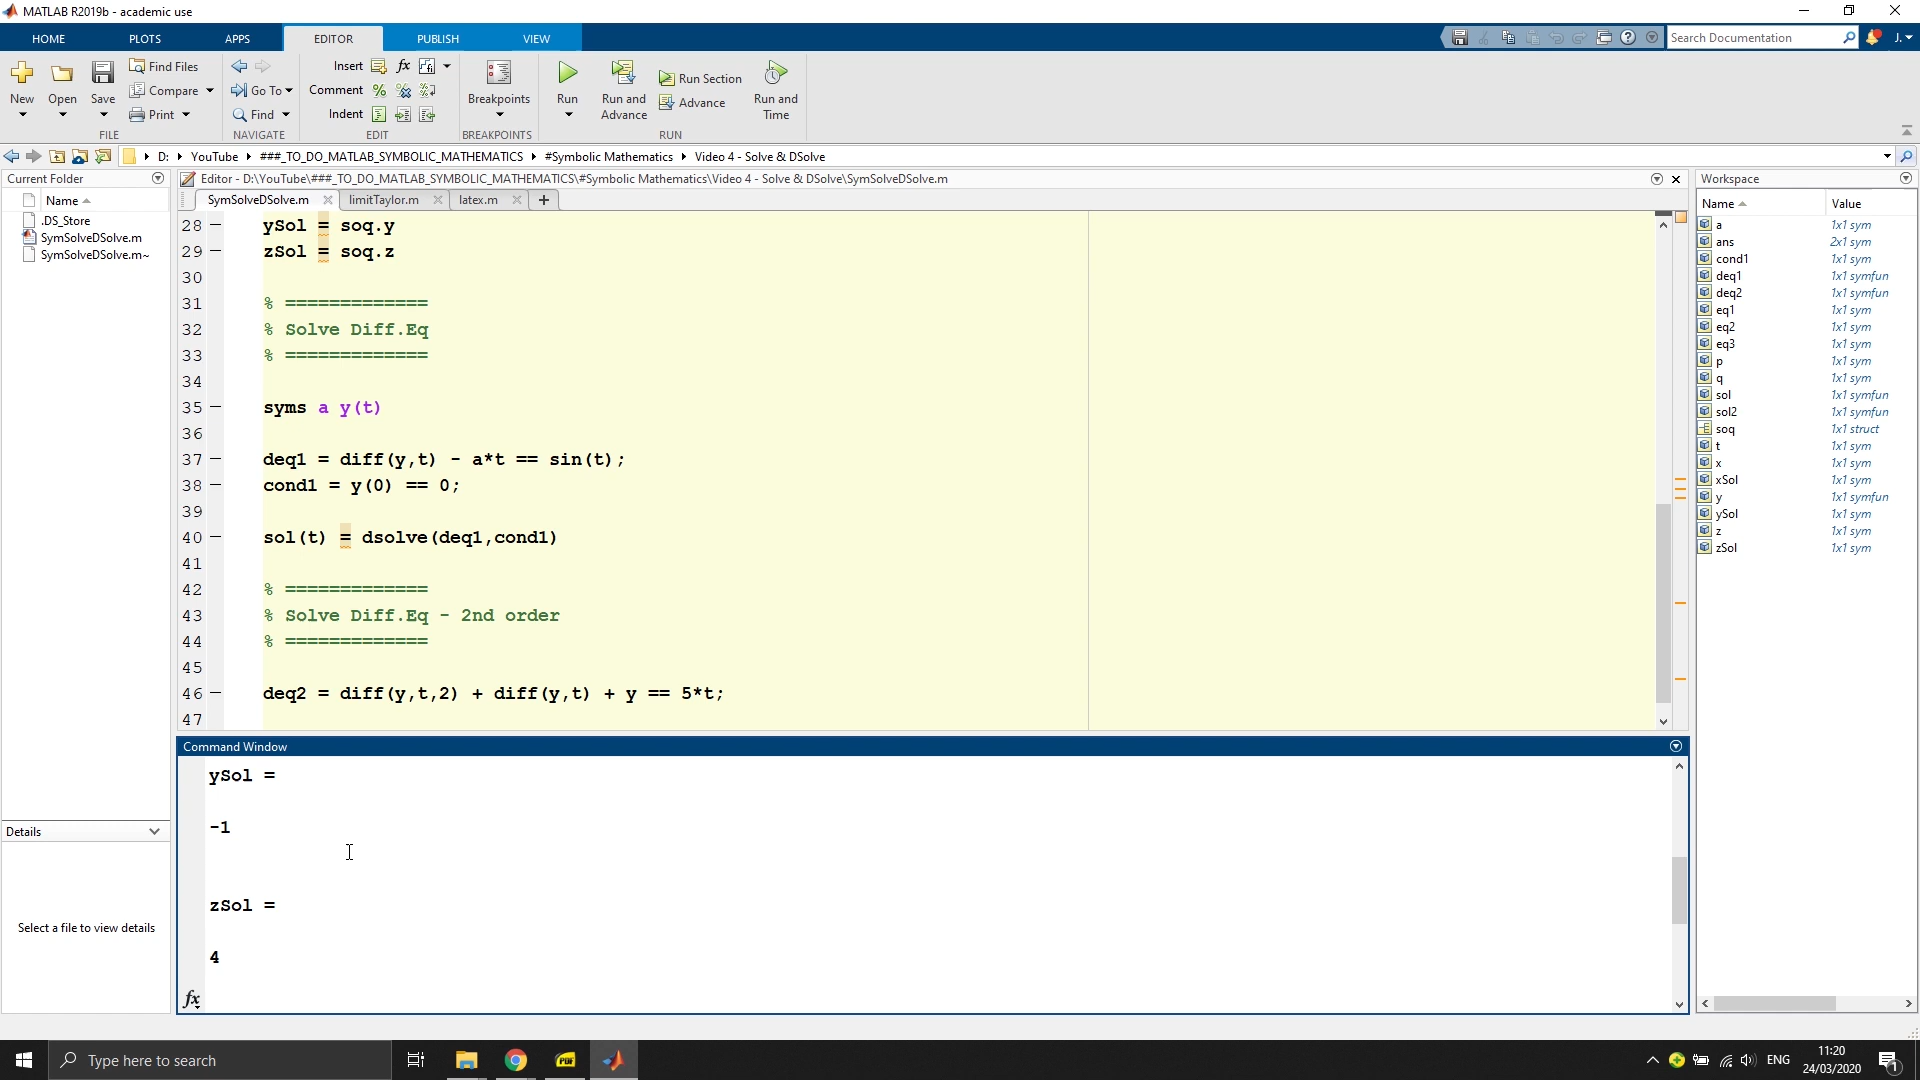 MATLAB R2019b - academic use
HOME PLOTS APPS EDITOR PUBLISH VIEW Search Documentation J.
New Open Save Find Files Compare Print FILE
Go To Find NAVIGATE
Insert fx Comment Indent EDIT
Breakpoints BREAKPOINTS
Run Run and Advance Run Section Advance Run and Time RUN
D: YouTube ###_TO_DO_MATLAB_SYMBOLIC_MATHEMATICS #Symbolic Mathematics Video 4 - Solve & DSolve
Current Folder
Name
.DS_Store
SymSolveDSolve.m
SymSolveDSolve.m~
Details
Select a file to view details
Editor - D:\YouTube\###_TO_DO_MATLAB_SYMBOLIC_MATHEMATICS\#Symbolic Mathematics\Video 4 - Solve & DSolve\SymSolveDSolve.m
SymSolveDSolve.m limitTaylor.m latex.m
28 ySol = soq.y
29 zSol = soq.z
30
31 % =============
32 % Solve Diff.Eq
33 % =============
34
35 syms a y(t)
36
37 deq1 = diff(y,t) - a*t == sin(t);
38 cond1 = y(0) == 0;
39
40 sol(t) = dsolve(deq1,cond1)
41
42 % =============
43 % Solve Diff.Eq - 2nd order
44 % =============
45
46 deq2 = diff(y,t,2) + diff(y,t) + y == 5*t;
47
Command Window
ySol =
-1
zSol =
4
fx
Workspace
Name Value
a 1x1 sym
ans 2x1 sym
cond1 1x1 sym
deq1 1x1 symfun
deq2 1x1 symfun
eq1 1x1 sym
eq2 1x1 sym
eq3 1x1 sym
p 1x1 sym
q 1x1 sym
sol 1x1 symfun
sol2 1x1 symfun
soq 1x1 struct
t 1x1 sym
x 1x1 sym
xSol 1x1 sym
y 1x1 symfun
ySol 1x1 sym
z 1x1 sym
zSol 1x1 sym
Type here to search
PDF
ENG
11:20
24/03/2020
1